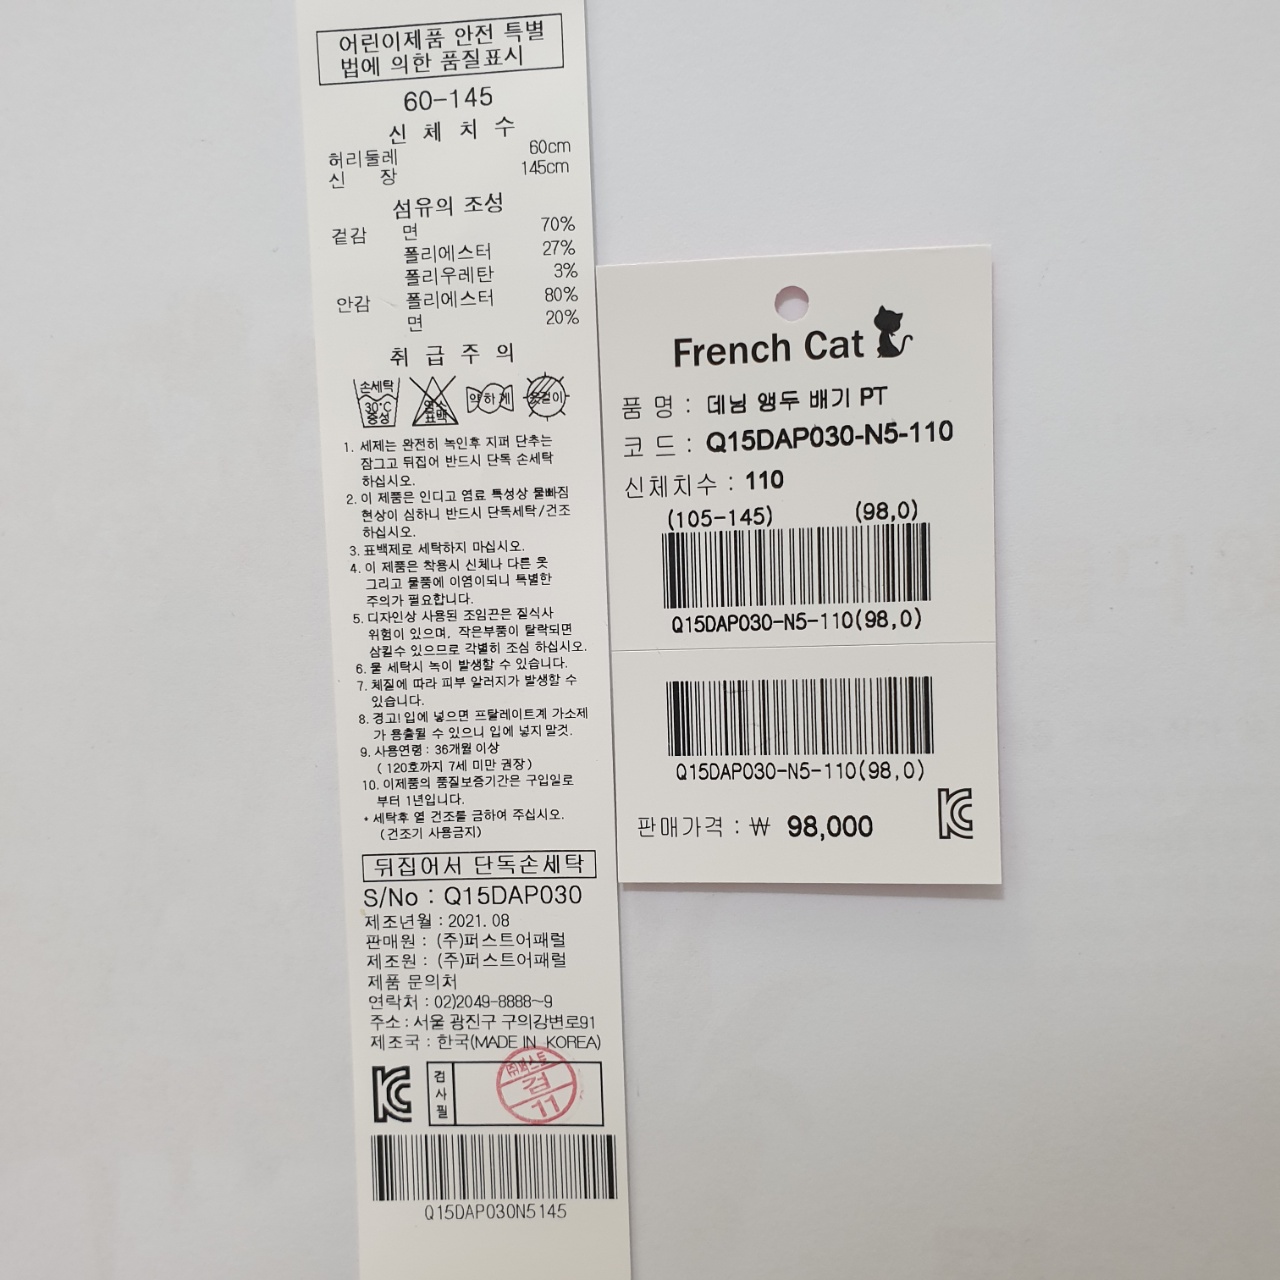 어린이제품 안전 특별
법에 의한 품질표시
60-145
신 체 치 수
허리둘레 60cm
신 장 145cm
섬유의 조성
겉감 면 70%
폴리에스터 27%
폴리우레탄 3%
안감 폴리에스터 80%
면 20%
취 급 주 의
손세탁 30°C 중성
염소 표백
약하게
옷걸이
1. 세제는 완전히 녹인후 지퍼 단추는
잠그고 뒤집어 반드시 단독 손세탁
하십시오.
2. 이 제품은 인디고 염료 특성상 물빠짐
현상이 심하니 반드시 단독세탁/건조
하십시오.
3. 표백제로 세탁하지 마십시오.
4. 이 제품은 착용시 신체나 다른 옷
그리고 물품에 이염이되니 특별한
주의가 필요합니다.
5. 디자인상 사용된 조임끈은 질식사
위험이 있으며, 작은부품이 탈락되면
삼킬수 있으므로 각별히 조심 하십시오.
6. 물 세탁시 녹이 발생할 수 있습니다.
7. 체질에 따라 피부 알러지가 발생할 수
있습니다.
8. 경고! 입에 넣으면 프탈레이트계 가소제
가 용출될 수 있으니 입에 넣지 말것.
9. 사용연령 : 36개월 이상
( 120호까지 7세 미만 권장 )
10. 이제품의 품질보증기간은 구입일로
부터 1년입니다.
* 세탁후 열 건조를 금하여 주십시오.
(건조기 사용금지)
뒤집어서 단독손세탁
S/No : Q15DAP030
제조년월 : 2021. 08
판매원 : (주)퍼스트어패럴
제조원 : (주)퍼스트어패럴
제품 문의처
연락처 : 02)2049-8888~9
주소 : 서울 광진구 구의강변로91
제조국 : 한국(MADE IN KOREA)
KC
검사필
㈜퍼스트
검
11
Q15DAP030N5145
French Cat
품 명 : 데님 앵두 배기 PT
코 드 : Q15DAP030-N5-110
신체치수 : 110
(105-145) (98,0)
Q15DAP030-N5-110(98,0)
Q15DAP030-N5-110(98,0)
판매가격 : ₩ 98,000
KC